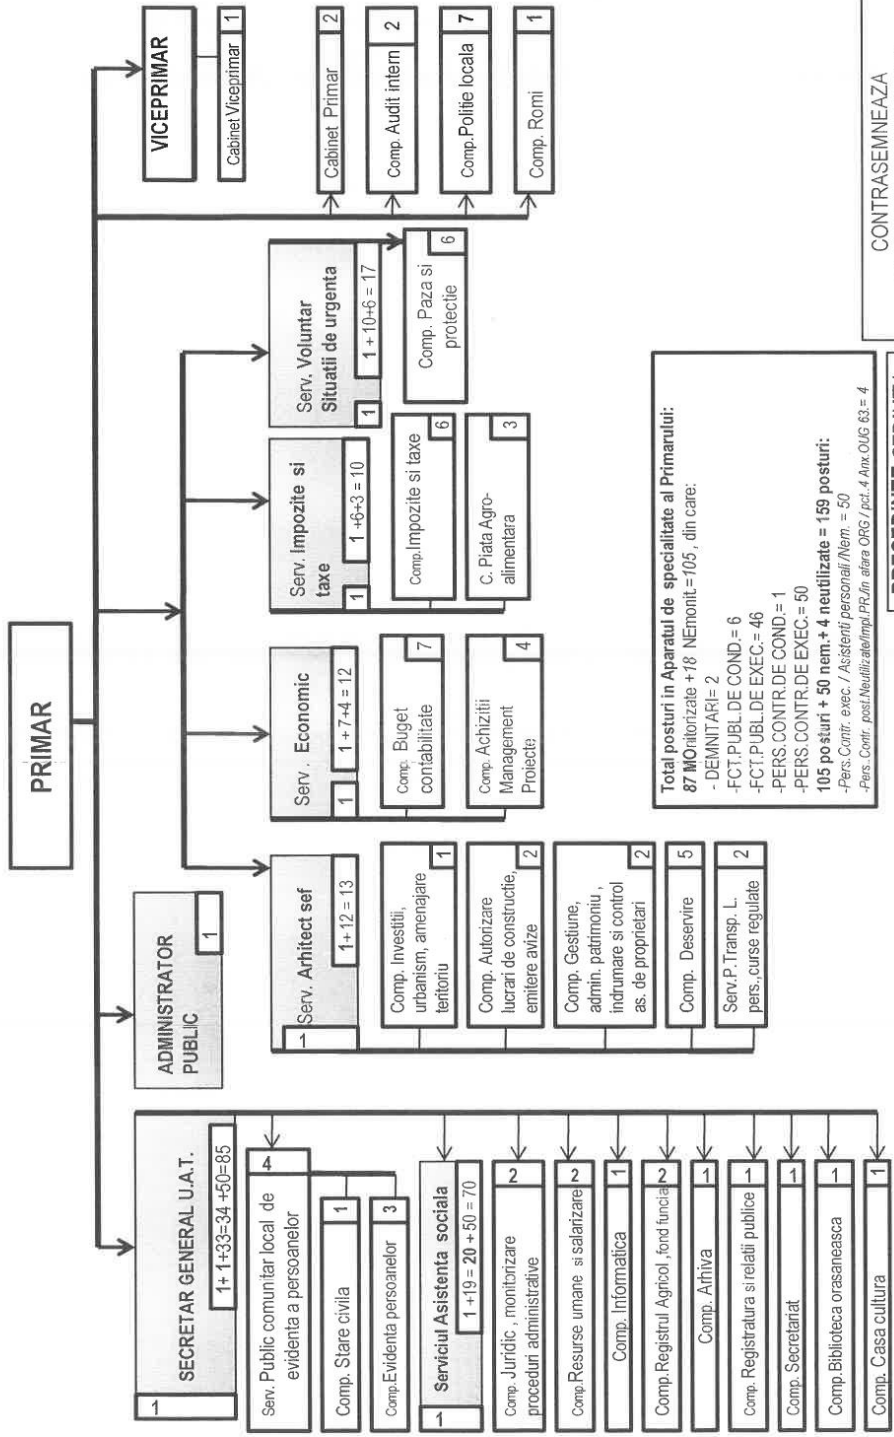 PRIMAR
SECRETAR GENERAL U.A.T.
1
1+ 1+33=34 +50=85
Serv. Public comunitar local de
evidenta a persoanelor
4
Comp. Stare civila
1
Comp.Evidenta persoanelor
3
Serviciul Asistenta sociala
1
1 +19 = 20 + 50 = 70
Comp. Juridic , monitorizare
proceduri administrative
2
Comp.Resurse umane si salarizare
2
Comp. Informatica
1
Comp.Registrul Agricol ,fond funciar
2
Comp. Arhiva
1
Comp. Registratura si relatii publice
1
Comp. Secretariat
1
Comp.Biblioteca orasaneasca
1
Comp. Casa cultura
1
ADMINISTRATOR
PUBLIC
1
Serv. Arhitect sef
1
1+ 12 = 13
Comp. Investitii,
urbanism, amenajare
teritoriu
1
Comp. Autorizare
lucrari de constructie,
emitere avize
2
Comp. Gestiune,
admin. patrimoniu ,
indrumare si control
as. de proprietari
2
Comp. Deservire
5
Serv.P.Transp. L.
pers.,curse regulate
2
Serv. Economic
1
1 + 7+4 = 12
Comp. Buget
contabilitate
7
Comp. Achizitii
Management
Proiecte
4
Serv. Impozite si
taxe
1
1 +6+3 = 10
Comp.Impozite si taxe
6
C. Piata Agro-
alimentara
3
Serv. Voluntar
Situatii de urgenta
1
1 + 10+6 = 17
Comp. Paza si
protectie
6
VICEPRIMAR
Cabinet Viceprimar
1
Cabinet Primar
2
Comp. Audit intern
2
Comp.Politie locala
7
Comp. Romi
1
Total posturi in Aparatul de specialitate al Primarului:
87 MOnitorizate +18 NEmonit.=105 , din care:
- DEMNITARI= 2
-FCT.PUBL.DE COND.= 6
-FCT.PUBL.DE EXEC.= 46
-PERS.CONTR.DE COND.= 1
-PERS.CONTR.DE EXEC.= 50
105 posturi + 50 nem.+ 4 neutilizate = 159 posturi:
-Pers.Contr. exec. / Asistenti personali /Nem. = 50
-Pers.Contr. post.Neutilizate/Impl.PR./in afara ORG / pct.4 Anx.OUG 63.= 4
CONTRASEMNEAZA